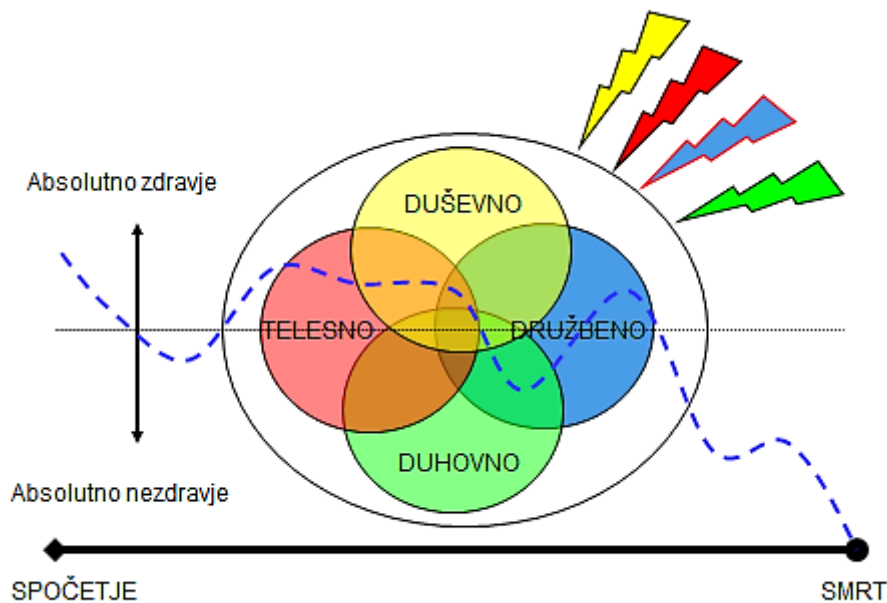 Absolutno zdravje
DUŠEVNO
TELESNO
DRUŽBENO
DUHOVNO
Absolutno nezdravje
SPOČETJE
SMRT